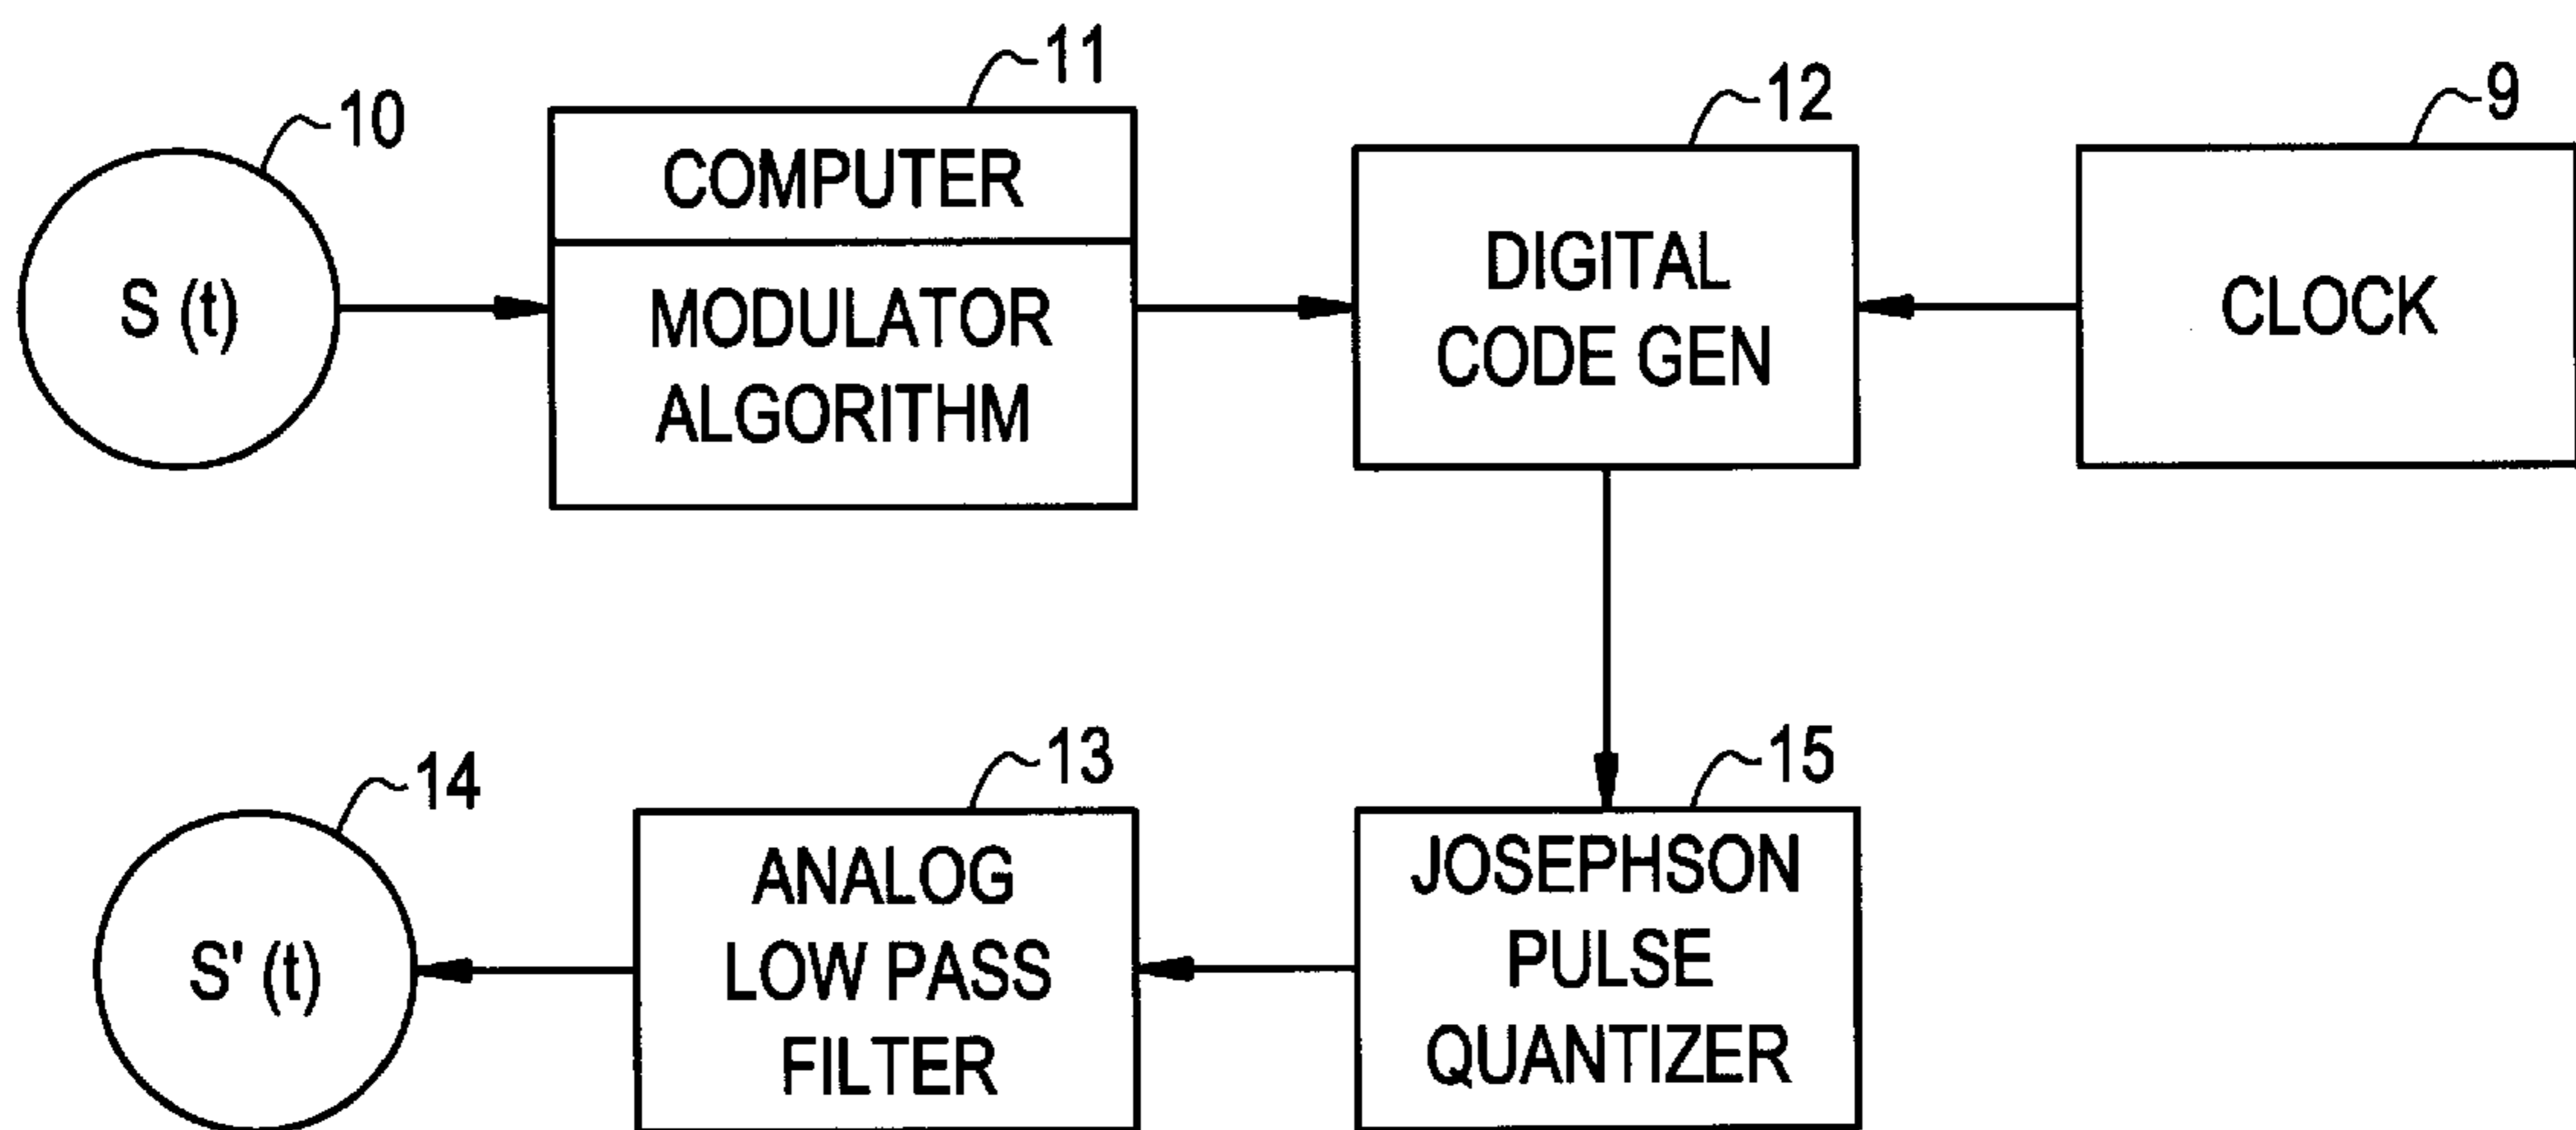 10
S (t)
11
COMPUTER
MODULATOR
ALGORITHM
12
DIGITAL
CODE GEN
9
CLOCK
14
S' (t)
13
ANALOG
LOW PASS
FILTER
15
JOSEPHSON
PULSE
QUANTIZER